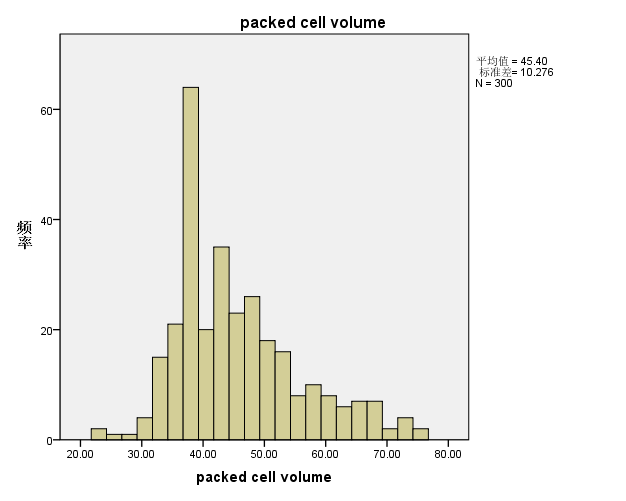 packed cell volume
平均值 = 45.40
标准差= 10.276
N = 300
频
率
60
40
20
0
20.00 30.00 40.00 50.00 60.00 70.00 80.00
packed cell volume